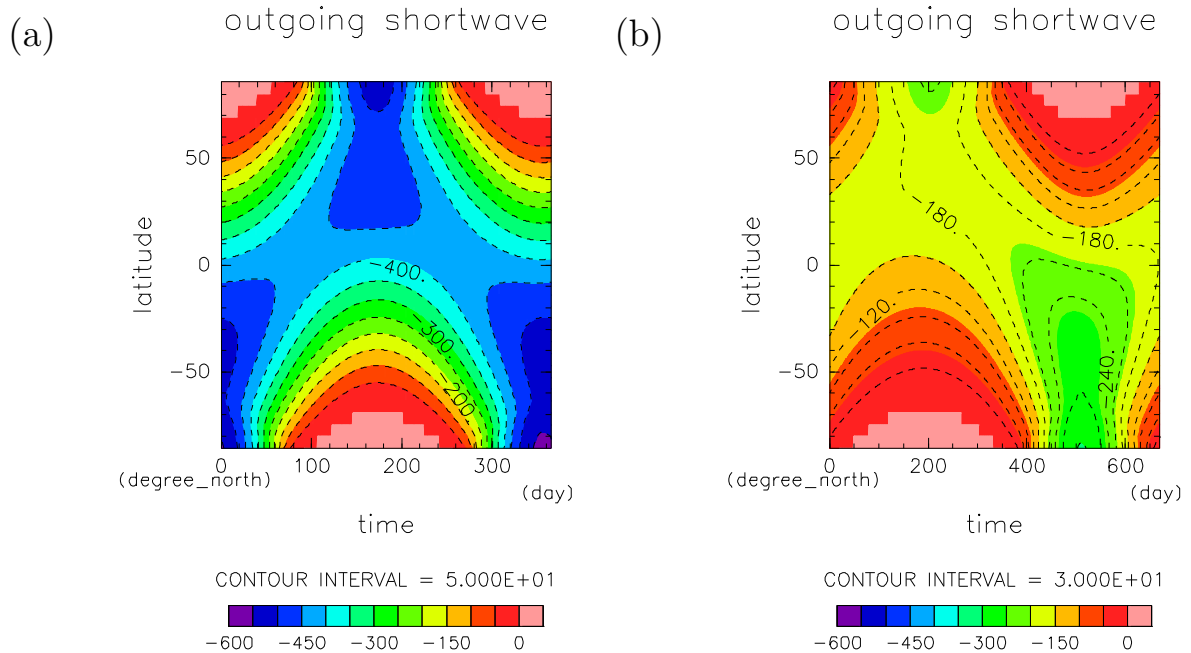 (a)
outgoing shortwave
latitude
50
0
−50
−400.
−300.
−200
0 100 200 300
(degree_north) (day)
time
CONTOUR INTERVAL = 5.000E+01
−600 −450 −300 −150 0
(b)
outgoing shortwave
latitude
50
0
−50
−180.
−180.
−120.
−240.
0 200 400 600
(degree_north) (day)
time
CONTOUR INTERVAL = 3.000E+01
−600 −450 −300 −150 0